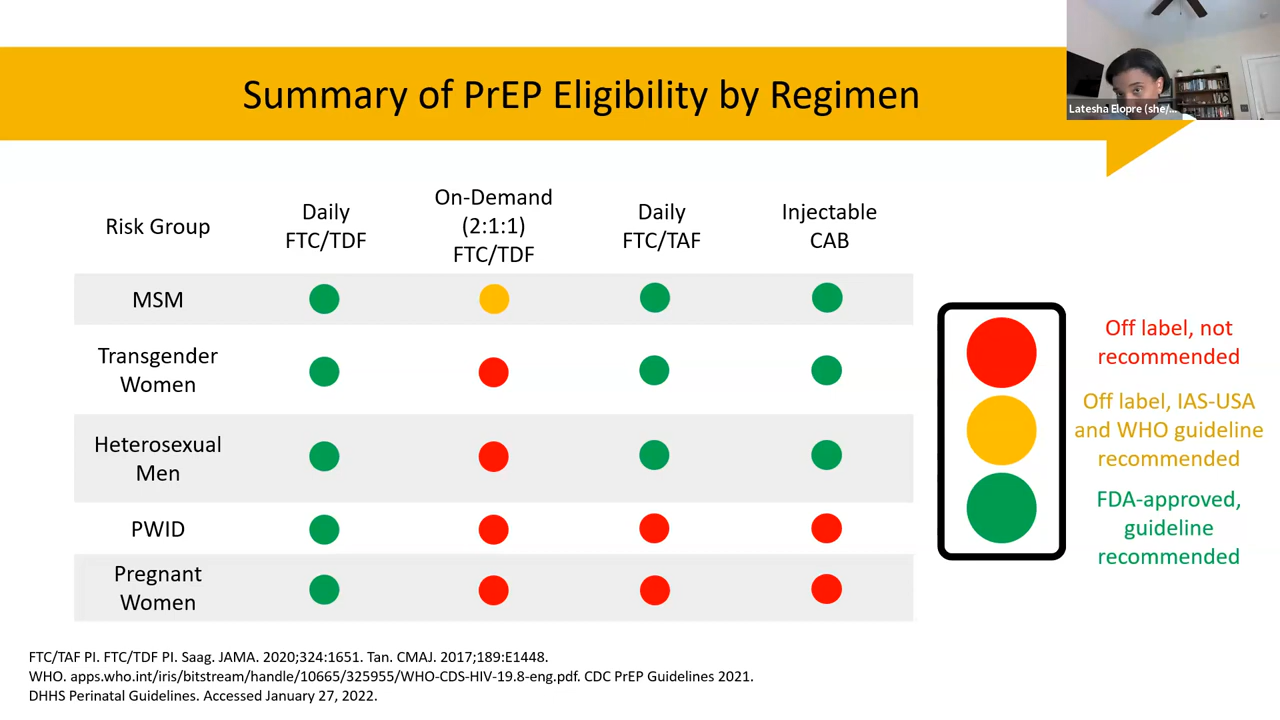 Summary of PrEP Eligibility by Regimen
Latesha Elopre (she/...
Risk Group
Daily
FTC/TDF
On-Demand
(2:1:1)
FTC/TDF
Daily
FTC/TAF
Injectable
CAB
MSM
Transgender
Women
Heterosexual
Men
PWID
Pregnant
Women
Off label, not
recommended
Off label, IAS-USA
and WHO guideline
recommended
FDA-approved,
guideline
recommended
FTC/TAF PI. FTC/TDF PI. Saag. JAMA. 2020;324:1651. Tan. CMAJ. 2017;189:E1448.
WHO. apps.who.int/iris/bitstream/handle/10665/325955/WHO-CDS-HIV-19.8-eng.pdf. CDC PrEP Guidelines 2021.
DHHS Perinatal Guidelines. Accessed January 27, 2022.